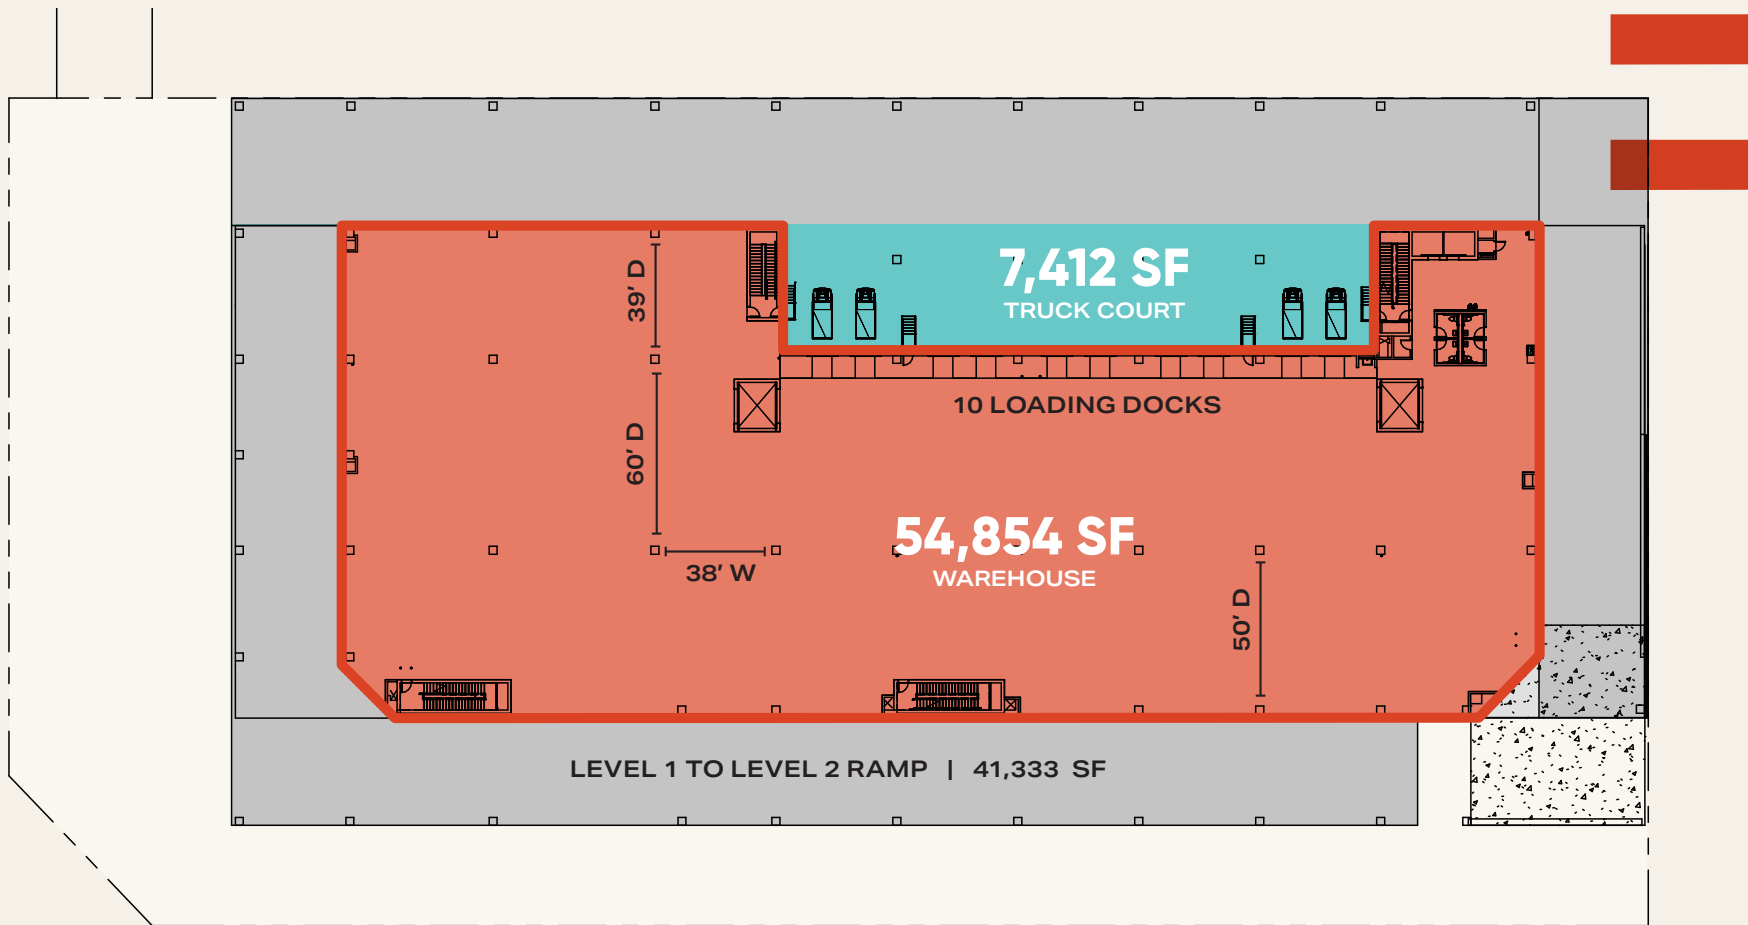 7,412 SF
TRUCK COURT
39' D
10 LOADING DOCKS
60' D
54,854 SF
WAREHOUSE
38' W
50' D
LEVEL 1 TO LEVEL 2 RAMP | 41,333 SF